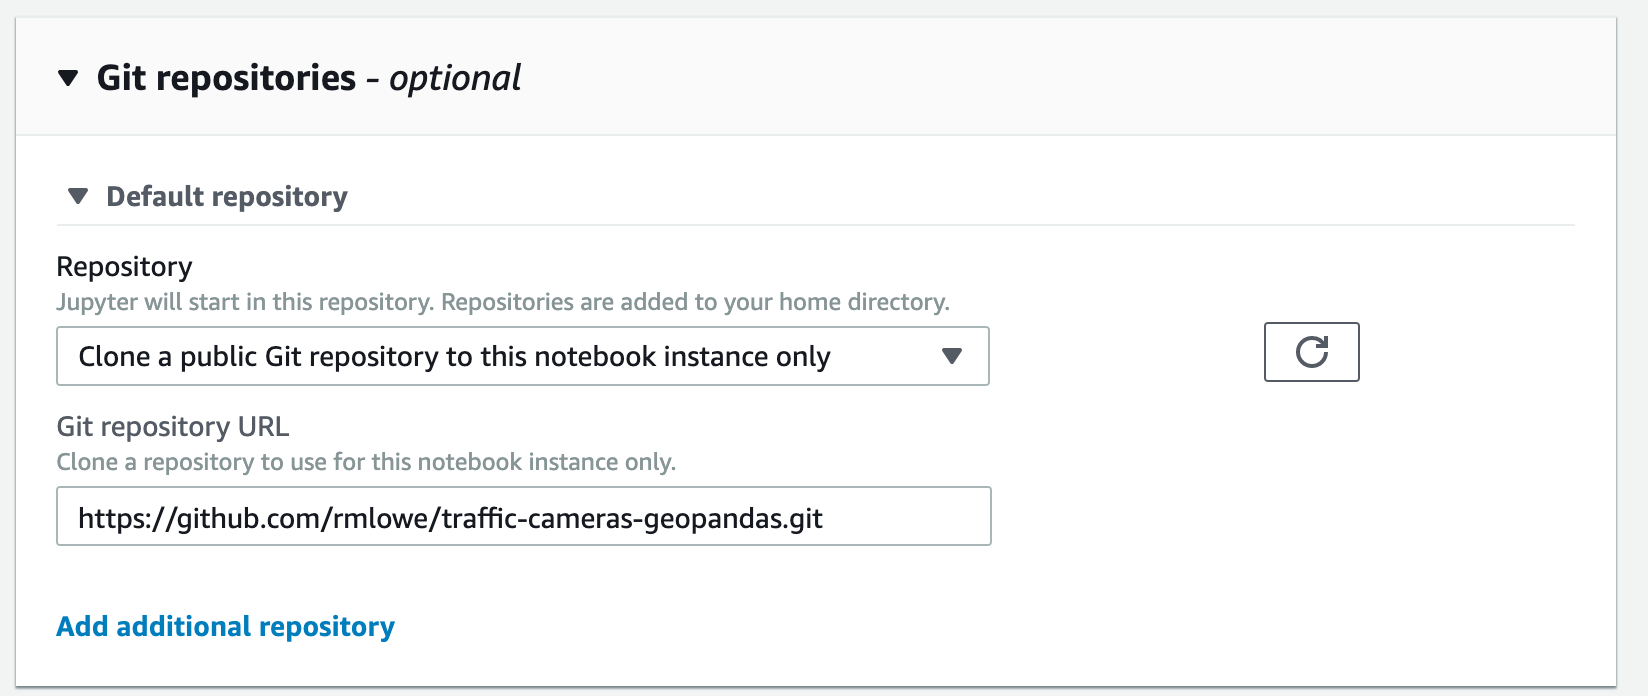 Git repositories - optional
Default repository
Repository
Jupyter will start in this repository. Repositories are added to your home directory.
Clone a public Git repository to this notebook instance only
Git repository URL
Clone a repository to use for this notebook instance only.
https://github.com/rmlowe/traffic-cameras-geopandas.git
Add additional repository